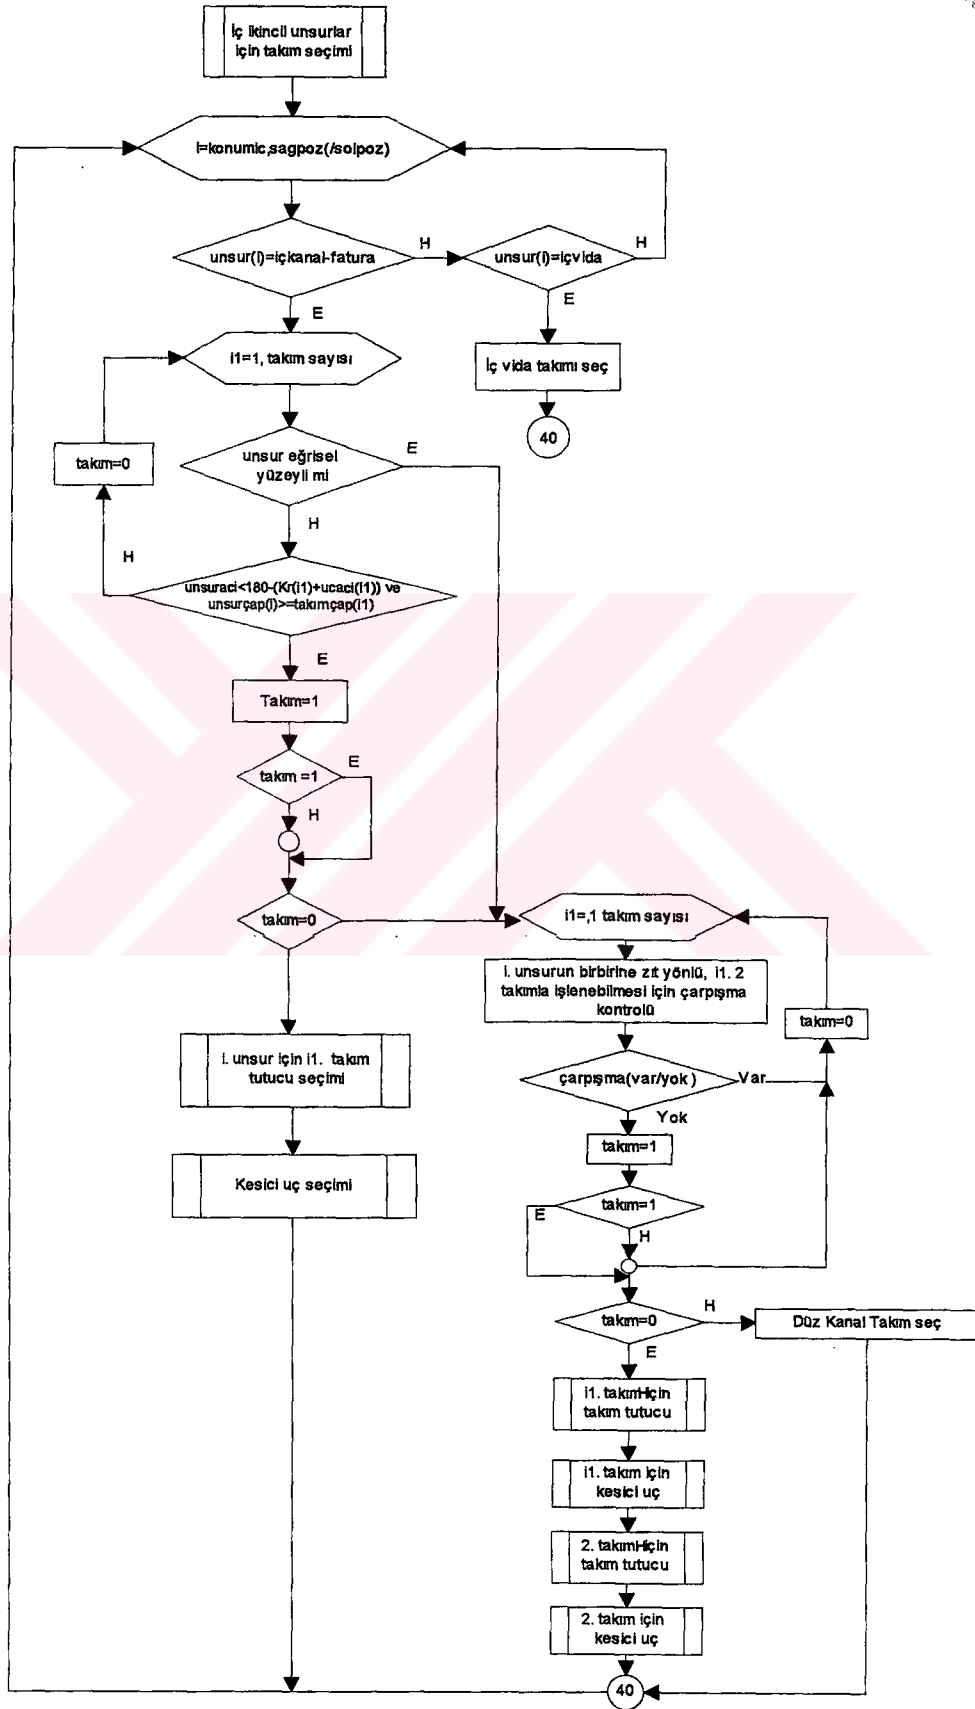 İç ikincil unsurlar
için takım seçimi
i=konumic,sagpoz(/solpoz)
unsur(i)=içkanal-fatura
H
unsur(i)=içvida
H
E
E
i1=1, takım sayısı
İç vida takımı seç
40
takım=0
unsur eğrisel
yüzeyli mi
E
H
H
unsuraci<180-(Kr(i1)+ucaci(i1)) ve
unsurçap(i)>=takımçap(i1)
E
Takım=1
takım =1
E
H
takım=0
i1=,1 takım sayısı
i. unsurun birbirine zıt yönlü, i1. 2
takımla işlenebilmesi için çarpışma
kontrolü
takım=0
i. unsur için i1. takım
tutucu seçimi
çarpışma(var/yok )
Var
Yok
takım=1
Kesici uç seçimi
takım=1
E
H
takım=0
H
Düz Kanal Takım seç
E
i1. takımHiçin
takım tutucu
i1. takım için
kesici uç
2. takımHiçin
takım tutucu
2. takım için
kesici uç
40